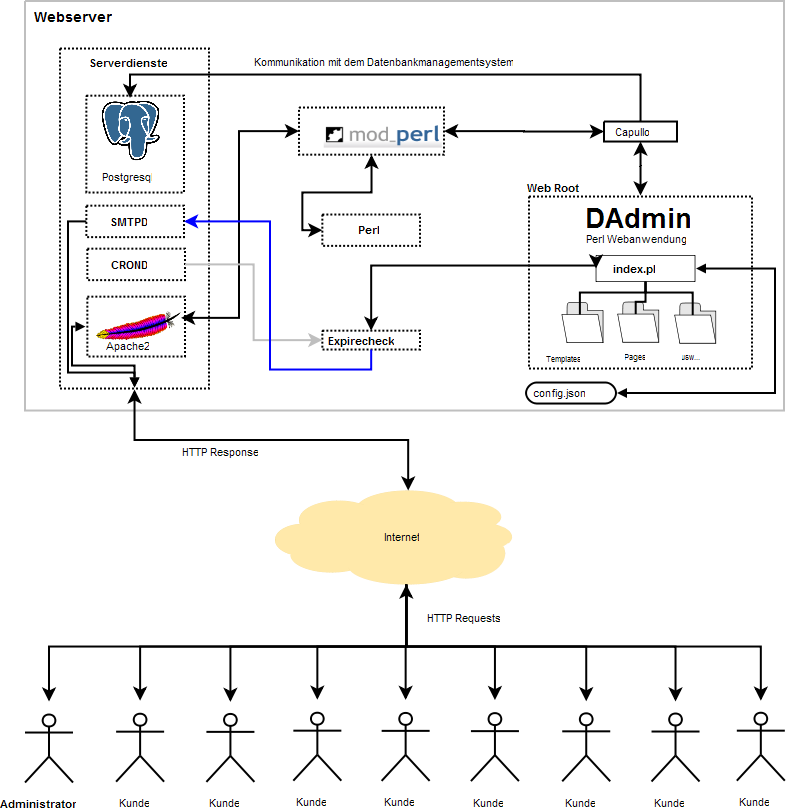 Webserver
Serverdienste
Kommunikation mit dem Datenbankmanagementsystem
Postgresql
mod_perl
Capullo
SMTPD
Perl
Web Root
DAdmin
Perl Webanwendung
CROND
index.pl
Apache2
Expirecheck
Templates
Pages
usw...
config.json
HTTP Response
Internet
HTTP Requests
Administrator
Kunde
Kunde
Kunde
Kunde
Kunde
Kunde
Kunde
Kunde